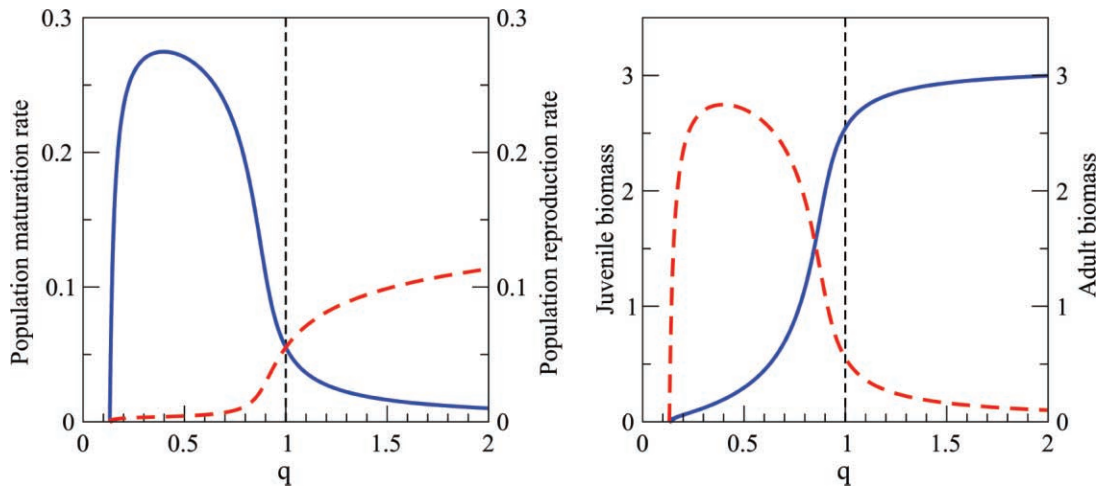 Population maturation rate
0.3
0.2
0.1
0
0 0.5 1 1.5 2
q
0.3
0.2
0.1
0
Population reproduction rate
Juvenile biomass
3
2
1
0
0 0.5 1 1.5 2
q
3
2
1
0
Adult biomass